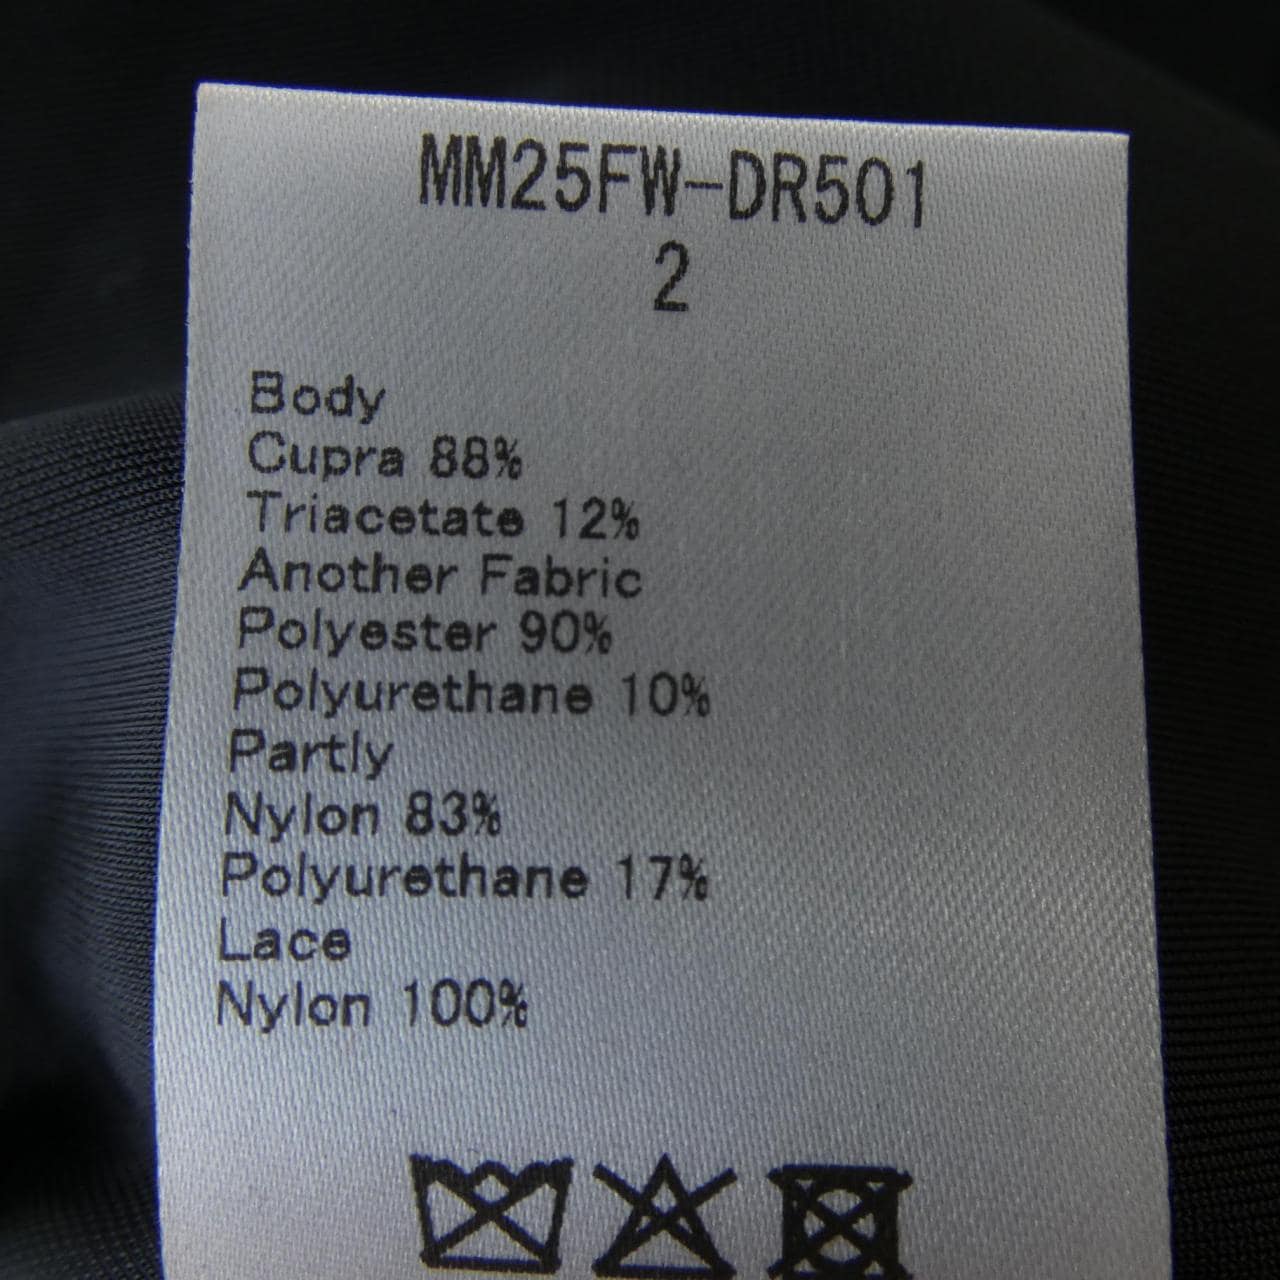 MM25FW-DR501
2
Body
Cupra 88%
Triacetate 12%
Another Fabric
Polyester 90%
Polyurethane 10%
Partly
Nylon 83%
Polyurethane 17%
Lace
Nylon 100%